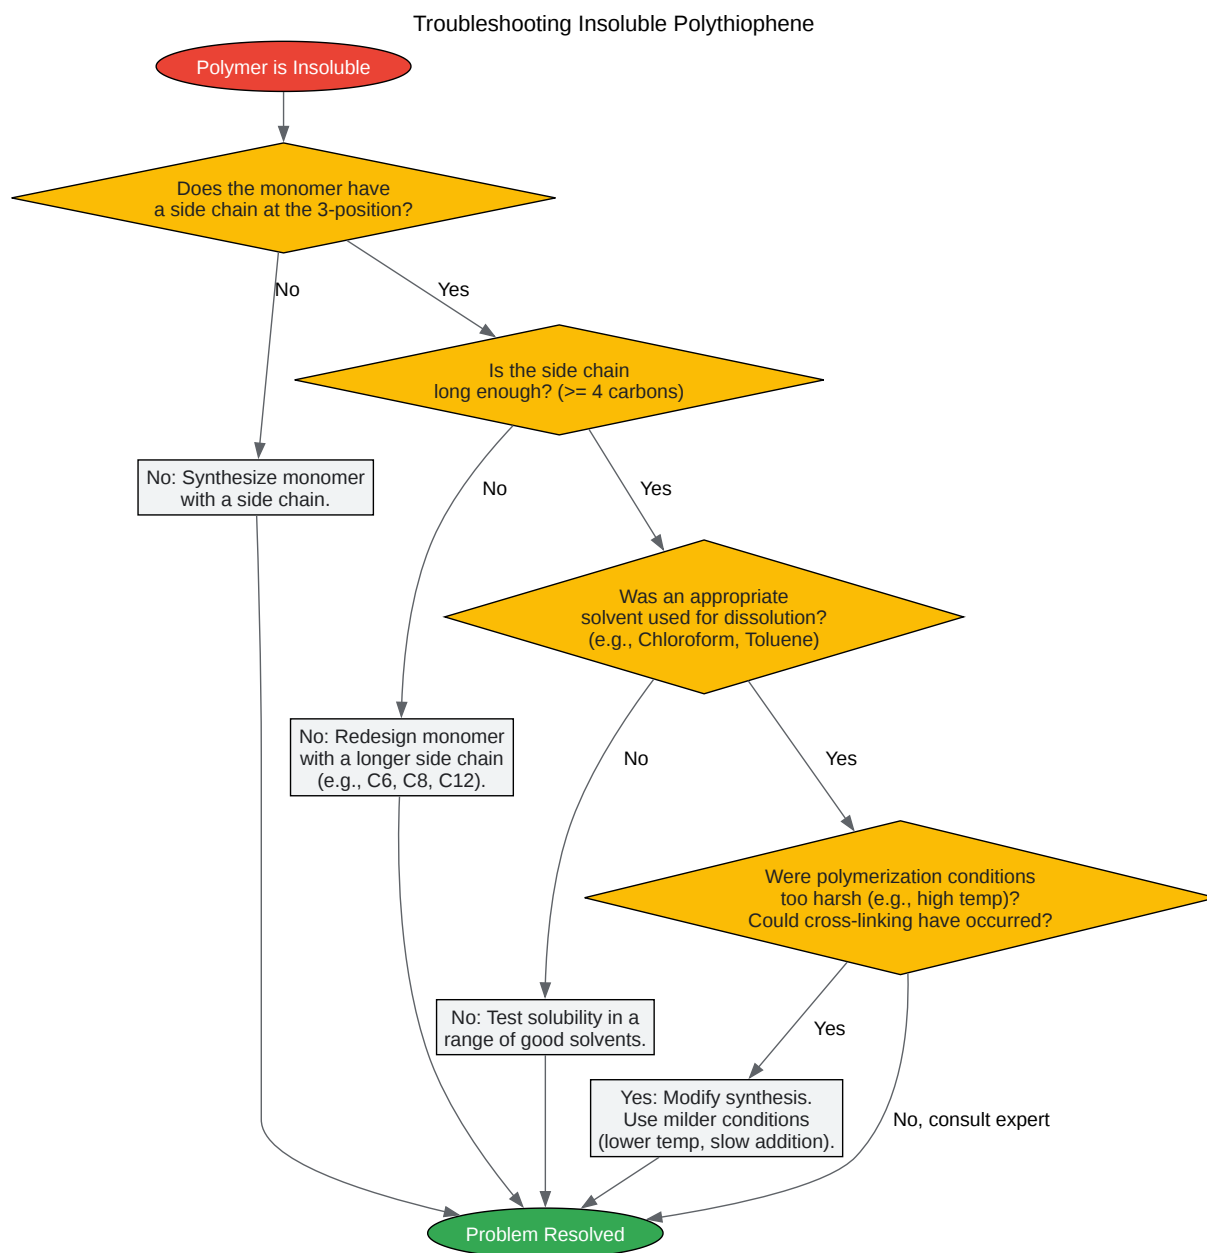 Troubleshooting Insoluble Polythiophene
Polymer is Insoluble
Does the monomer have
a side chain at the 3-position?
No
Yes
Is the side chain
long enough? (>= 4 carbons)
No: Synthesize monomer
with a side chain.
No
Yes
Was an appropriate
solvent used for dissolution?
(e.g., Chloroform, Toluene)
No: Redesign monomer
with a longer side chain
(e.g., C6, C8, C12).
No
Yes
Were polymerization conditions
too harsh (e.g., high temp)?
Could cross-linking have occurred?
No: Test solubility in a
range of good solvents.
Yes
Yes: Modify synthesis.
Use milder conditions
(lower temp, slow addition).
No, consult expert
Problem Resolved